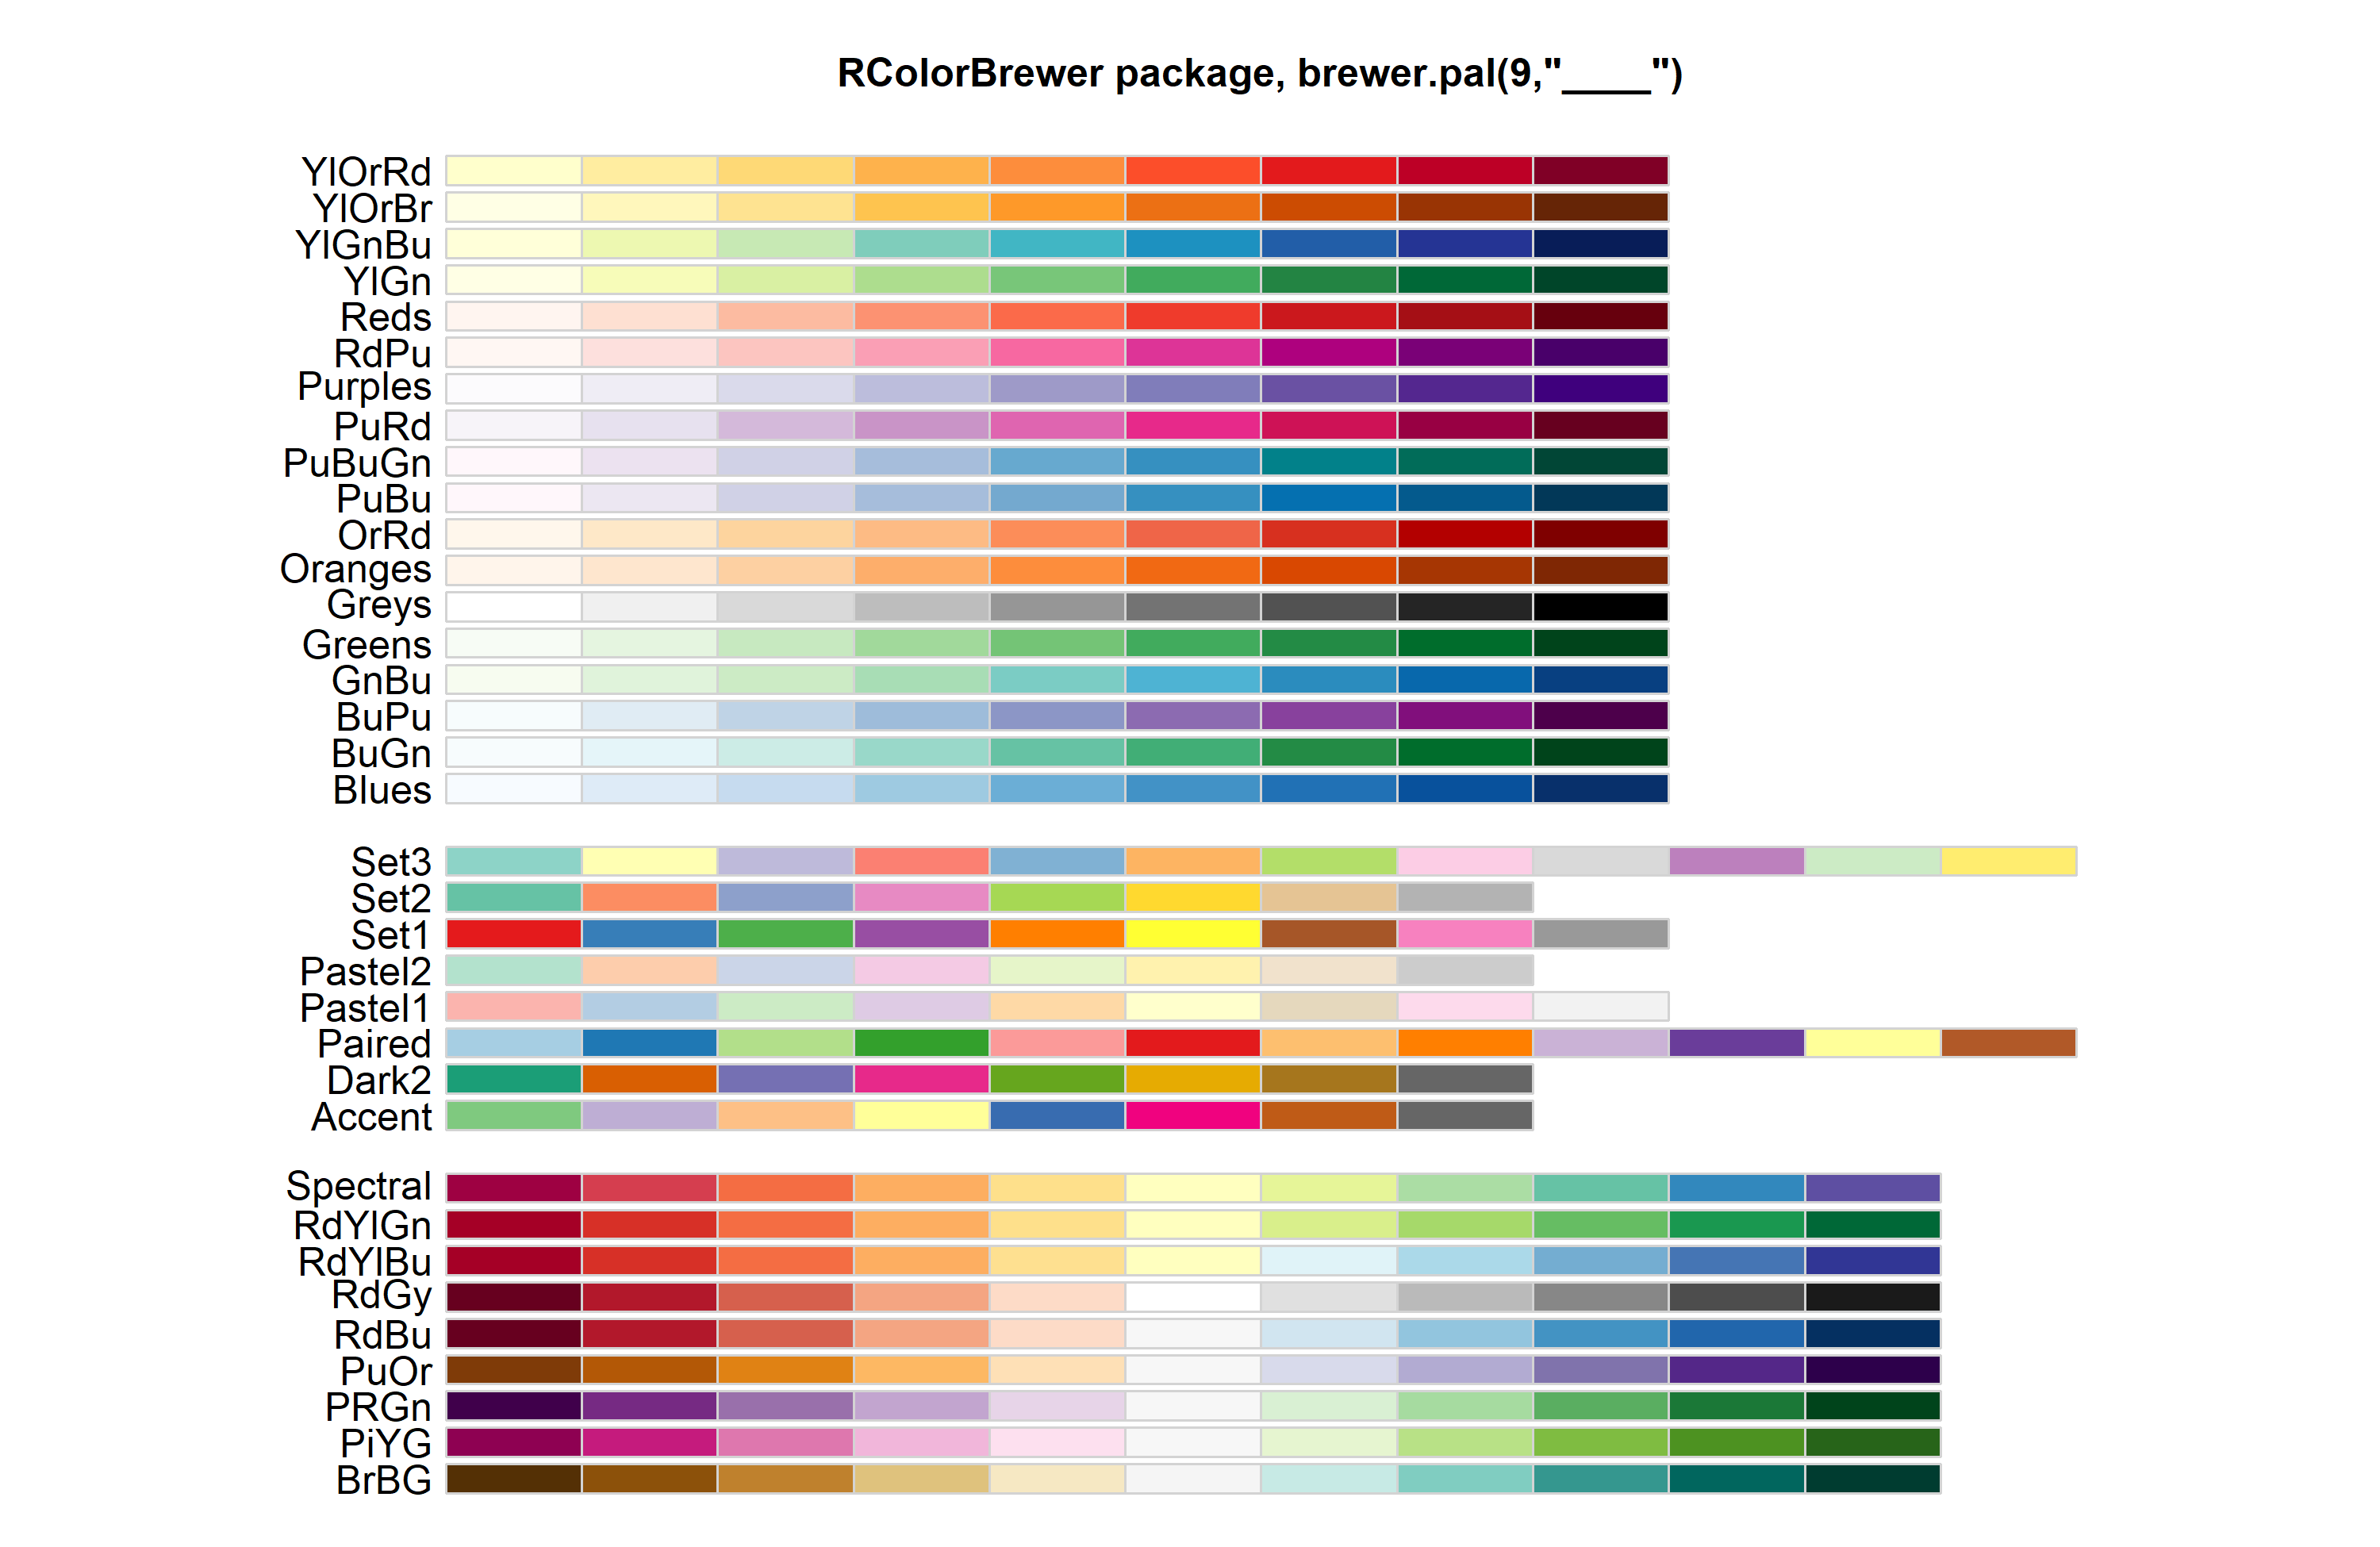 RColorBrewer package, brewer.pal(9,"____")
YlOrRd
YlOrBr
YlGnBu
YlGn
Reds
RdPu
Purples
PuRd
PuBuGn
PuBu
OrRd
Oranges
Greys
Greens
GnBu
BuPu
BuGn
Blues
Set3
Set2
Set1
Pastel2
Pastel1
Paired
Dark2
Accent
Spectral
RdYlGn
RdYlBu
RdGy
RdBu
PuOr
PRGn
PiYG
BrBG